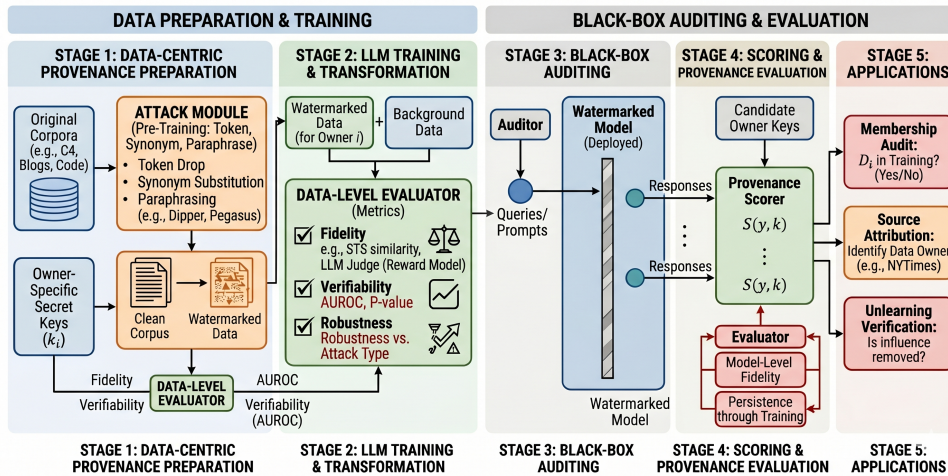 DATA PREPARATION & TRAINING
BLACK-BOX AUDITING & EVALUATION
STAGE 1: DATA-CENTRIC
PROVENANCE PREPARATION
Original
Corpora
(e.g., C4,
Blogs, Code)
ATTACK MODULE
(Pre-Training: Token,
Synonym, Paraphrase)
• Token Drop
• Synonym Substitution
• Paraphrasing
(e.g., Dipper, Pegasus)
Owner-
Specific
Secret
Keys
(k_i)
Clean
Corpus
Watermarked
Data
Fidelity
Verifiability
DATA-LEVEL
EVALUATOR
AUROC
Verifiability
(AUROC)
STAGE 2: LLM TRAINING
& TRANSFORMATION
Watermarked
Data
(for Owner i)
+
Background
Data
DATA-LEVEL EVALUATOR
(Metrics)
Fidelity
e.g., STS similarity,
LLM Judge (Reward Model)
Verifiability
AUROC, P-value
Robustness
Robustness vs.
Attack Type
STAGE 3: BLACK-BOX
AUDITING
Auditor
Queries/
Prompts
Watermarked
Model
(Deployed)
Responses
Responses
Watermarked
Model
STAGE 4: SCORING &
PROVENANCE EVALUATION
Candidate
Owner Keys
Provenance
Scorer
S(y, k)
⋮
S(y, k)
Evaluator
Model-Level
Fidelity
Persistence
through Training
STAGE 5:
APPLICATIONS
Membership
Audit:
D_i in Training?
(Yes/No)
Source
Attribution:
Identify Data Owner
(e.g., NYTimes)
Unlearning
Verification:
Is influence
removed?
STAGE 1: DATA-CENTRIC
PROVENANCE PREPARATION
STAGE 2: LLM TRAINING
& TRANSFORMATION
STAGE 3: BLACK-BOX
AUDITING
STAGE 4: SCORING &
PROVENANCE EVALUATION
STAGE 5:
APPLICATIONS